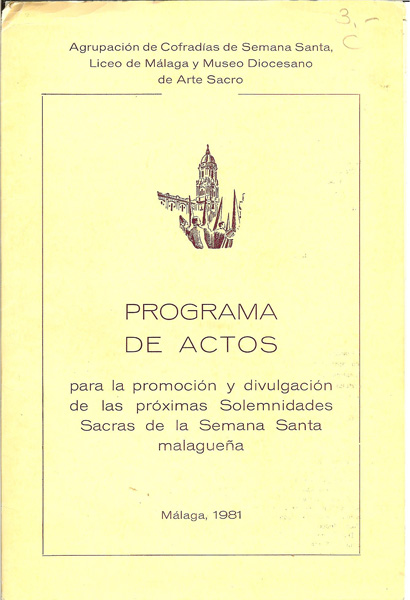 3,-
C
Agrupación de Cofradías de Semana Santa,
Liceo de Málaga y Museo Diocesano
de Arte Sacro
PROGRAMA
DE ACTOS
para la promoción y divulgación
de las próximas Solemnidades
Sacras de la Semana Santa
malagueña
Málaga, 1981